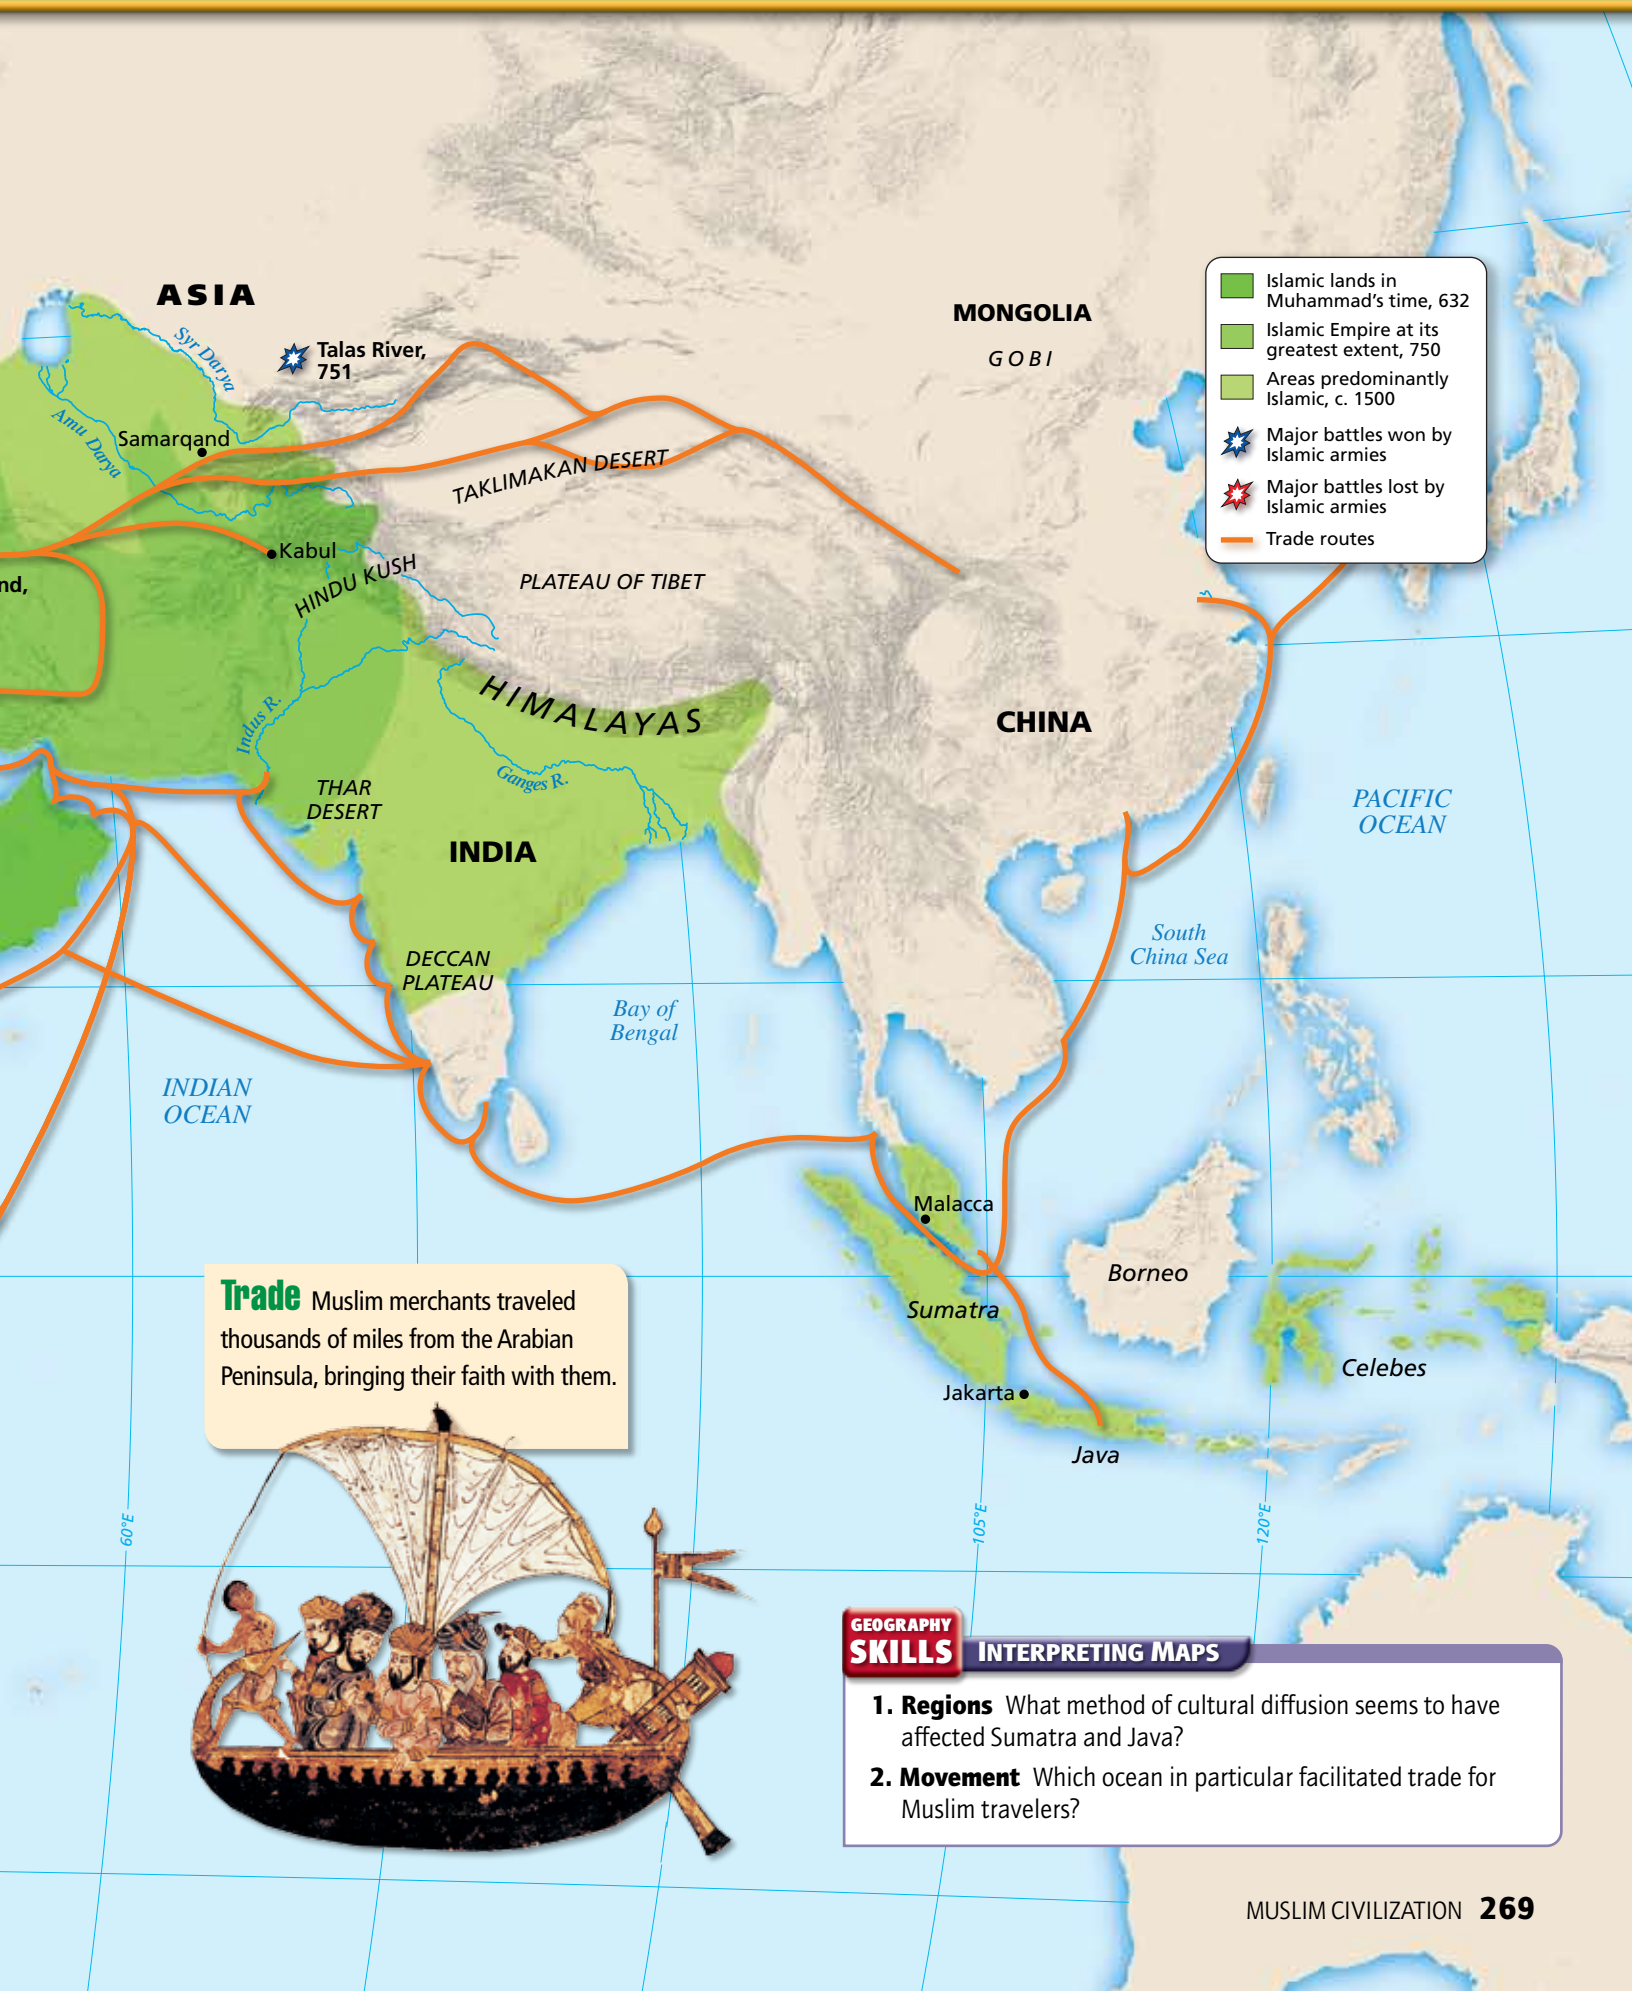 ASIA
Syr Darya
Talas River,
751
Amu Darya
Samarqand
MONGOLIA
GOBI
Islamic lands in
Muhammad's time, 632
Islamic Empire at its
greatest extent, 750
Areas predominantly
Islamic, c. 1500
Major battles won by
Islamic armies
Major battles lost by
Islamic armies
Trade routes
TAKLIMAKAN DESERT
Kabul
HINDU KUSH
nd,
PLATEAU OF TIBET
HIMALAYAS
Indus R.
Ganges R.
CHINA
THAR
DESERT
INDIA
PACIFIC
OCEAN
DECCAN
PLATEAU
South
China Sea
Bay of
Bengal
INDIAN
OCEAN
Malacca
Borneo
Sumatra
Celebes
Jakarta
Java
Trade Muslim merchants traveled
thousands of miles from the Arabian
Peninsula, bringing their faith with them.
60°E
105°E
120°E
GEOGRAPHY
SKILLS
INTERPRETING MAPS
1. Regions What method of cultural diffusion seems to have
affected Sumatra and Java?
2. Movement Which ocean in particular facilitated trade for
Muslim travelers?
MUSLIM CIVILIZATION 269